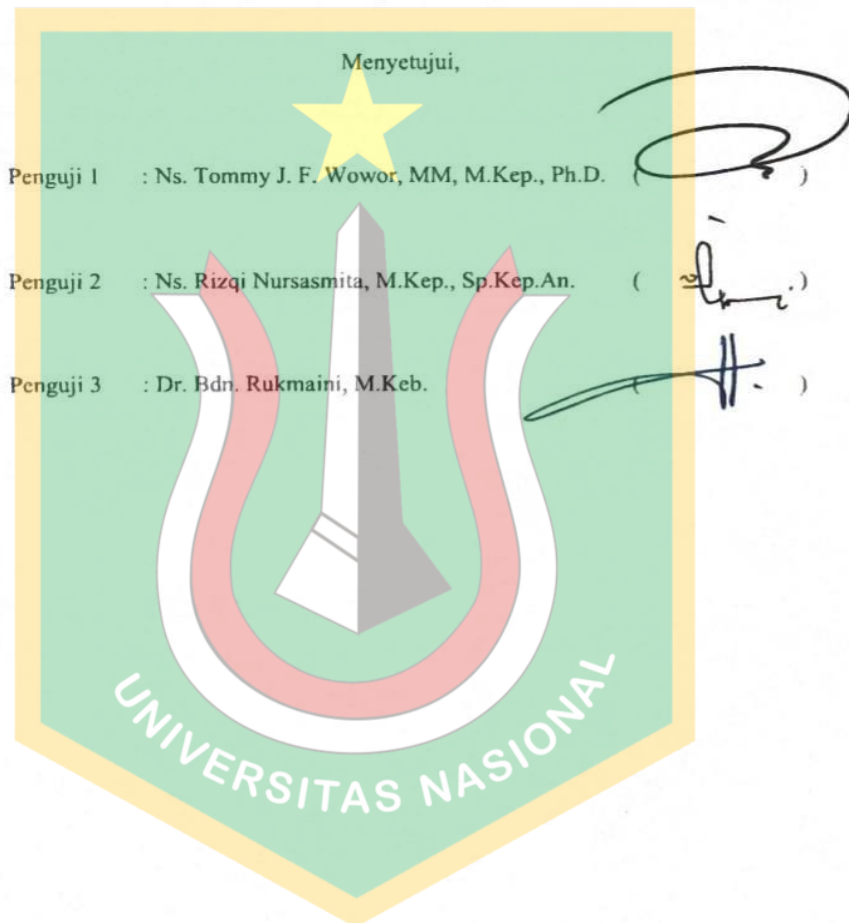 Menyetujui,
Penguji 1 : Ns. Tommy J. F. Wowor, MM, M.Kep., Ph.D. ( )
Penguji 2 : Ns. Rizqi Nursasmita, M.Kep., Sp.Kep.An. ( )
Penguji 3 : Dr. Bdn. Rukmaini, M.Keb. ( )
UNIVERSITAS NASIONAL